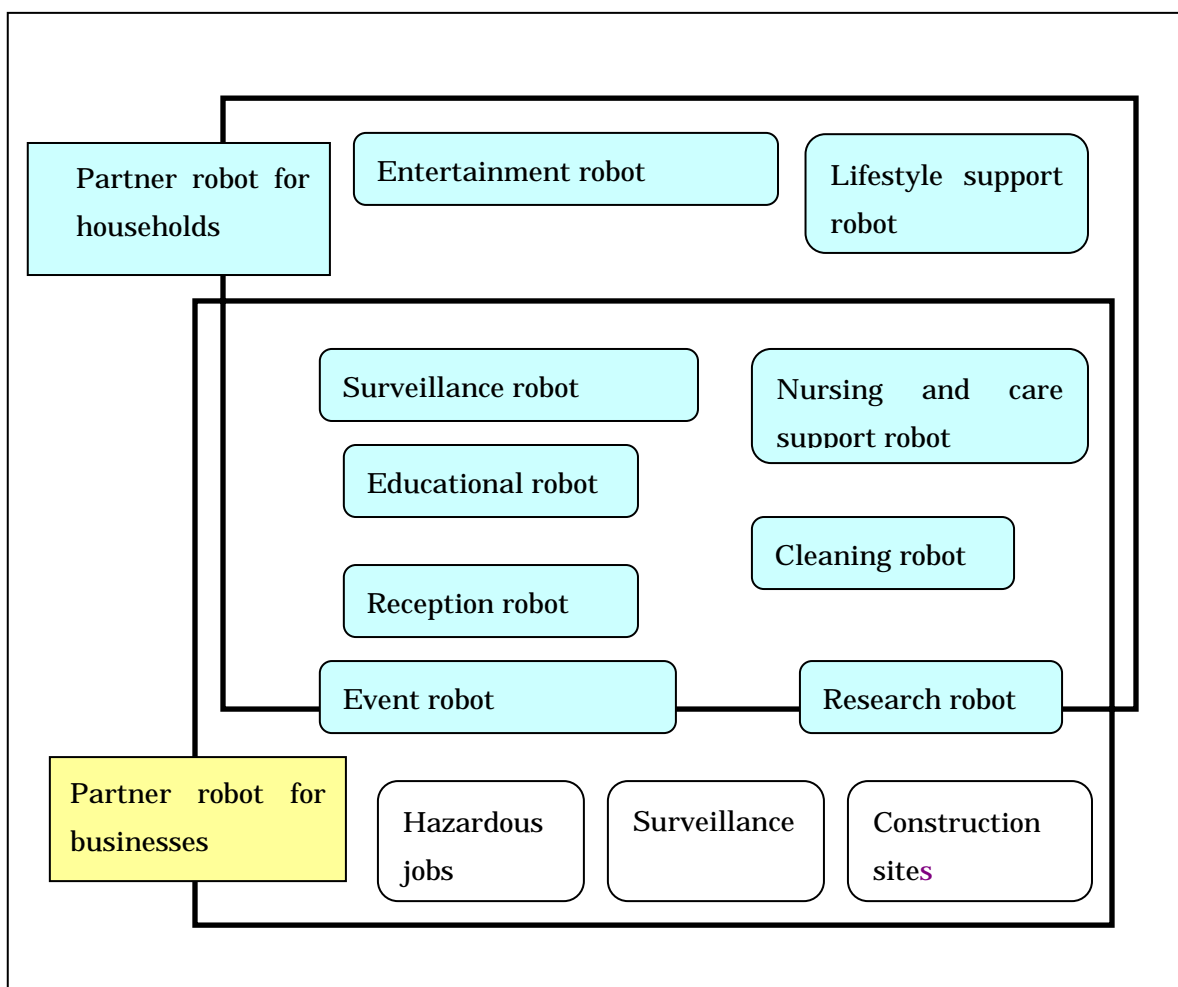 Partner robot for
households
Entertainment robot
Lifestyle support
robot
Surveillance robot
Nursing and care
support robot
Educational robot
Cleaning robot
Reception robot
Event robot
Research robot
Partner robot for
businesses
Hazardous
jobs
Surveillance
Construction
sites